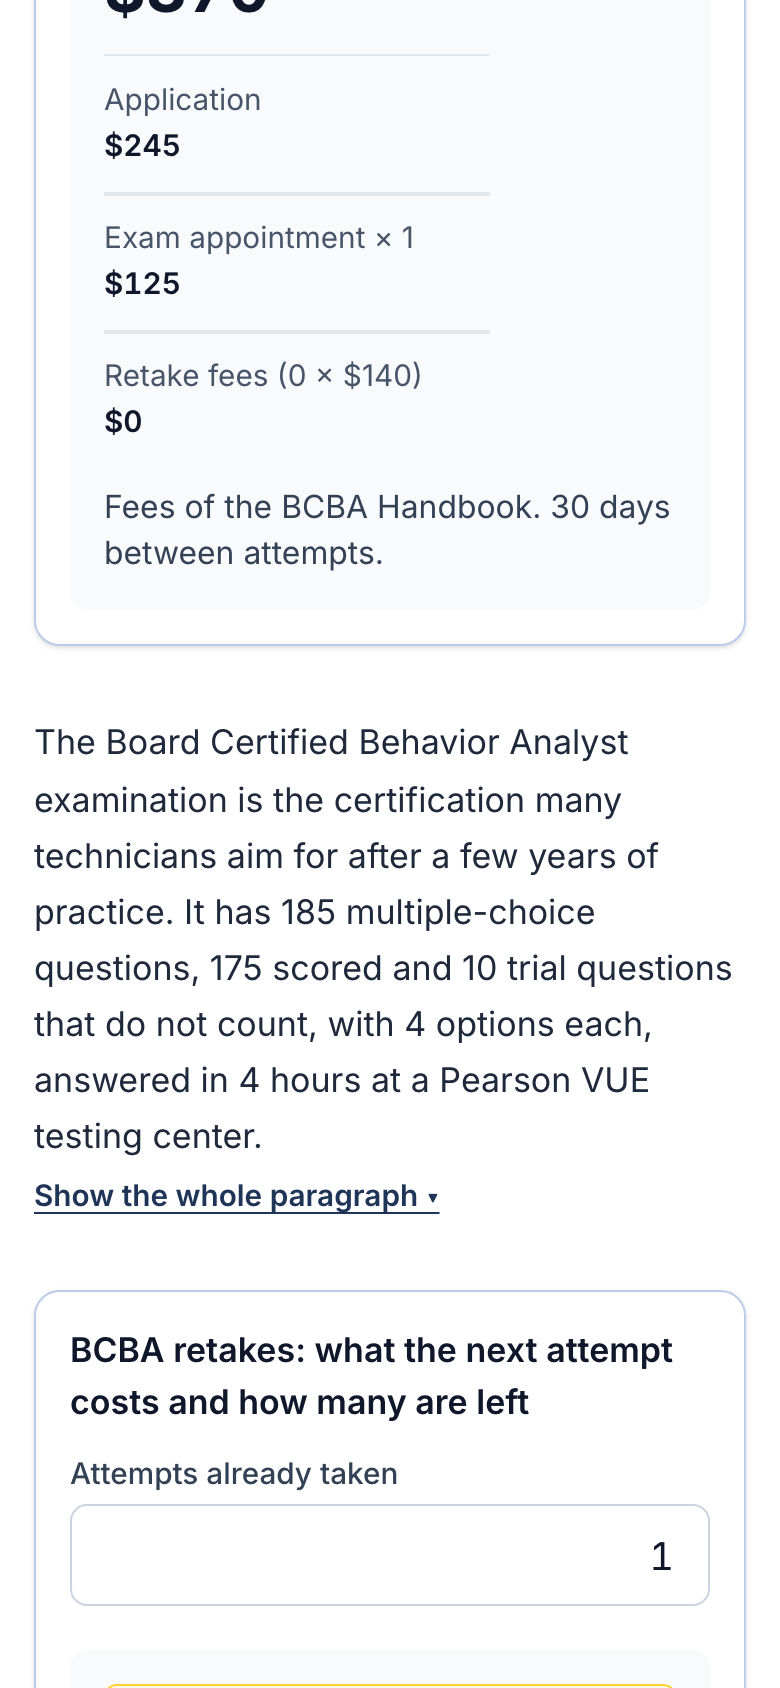 $370
Application
$245
Exam appointment × 1
$125
Retake fees (0 × $140)
$0
Fees of the BCBA Handbook. 30 days
between attempts.
The Board Certified Behavior Analyst
examination is the certification many
technicians aim for after a few years of
practice. It has 185 multiple-choice
questions, 175 scored and 10 trial questions
that do not count, with 4 options each,
answered in 4 hours at a Pearson VUE
testing center.
Show the whole paragraph ▾
BCBA retakes: what the next attempt
costs and how many are left
Attempts already taken
1